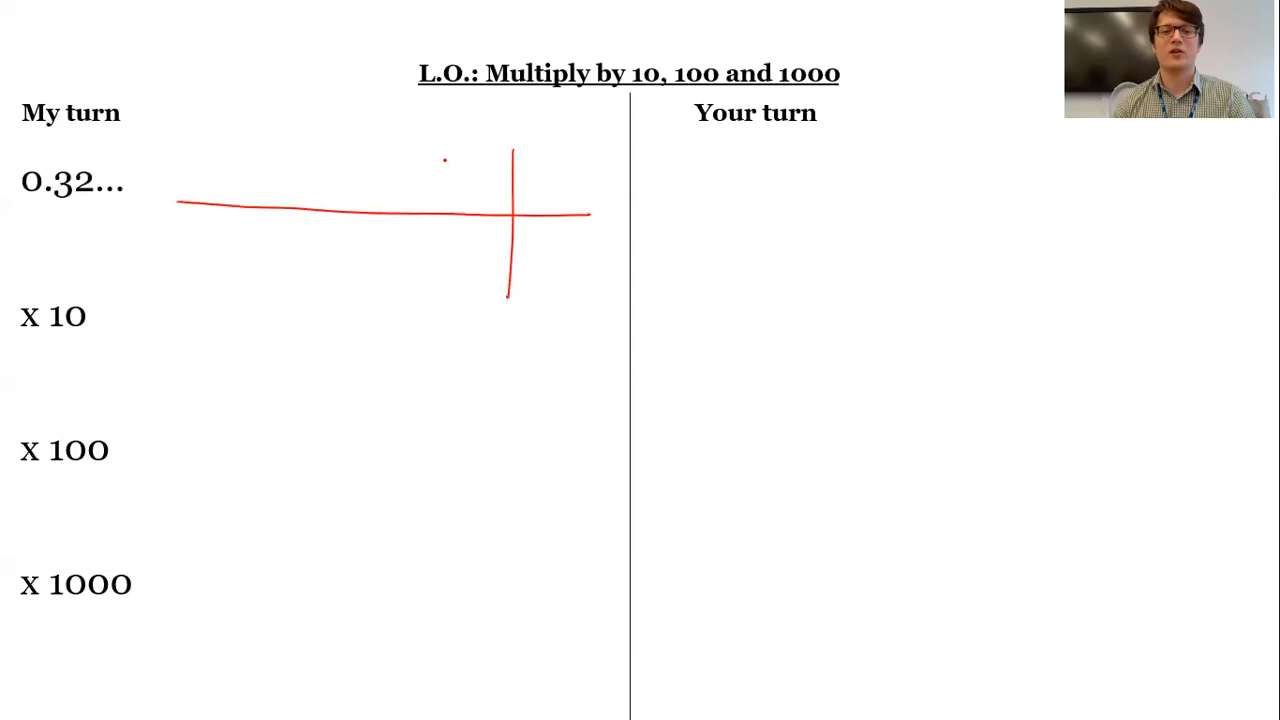 L.O.: Multiply by 10, 100 and 1000
My turn
Your turn
0.32...
x 10
x 100
x 1000